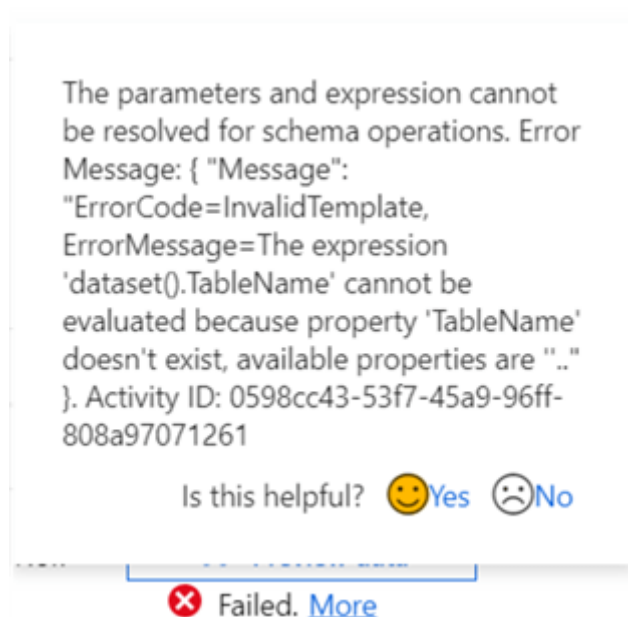 The parameters and expression cannot
be resolved for schema operations. Error
Message: { "Message":
"ErrorCode=InvalidTemplate,
ErrorMessage=The expression
'dataset().TableName' cannot be
evaluated because property 'TableName'
doesn't exist, available properties are ''.."
}. Activity ID: 0598cc43-53f7-45a9-96ff-
808a97071261
Is this helpful? Yes No
Failed. More